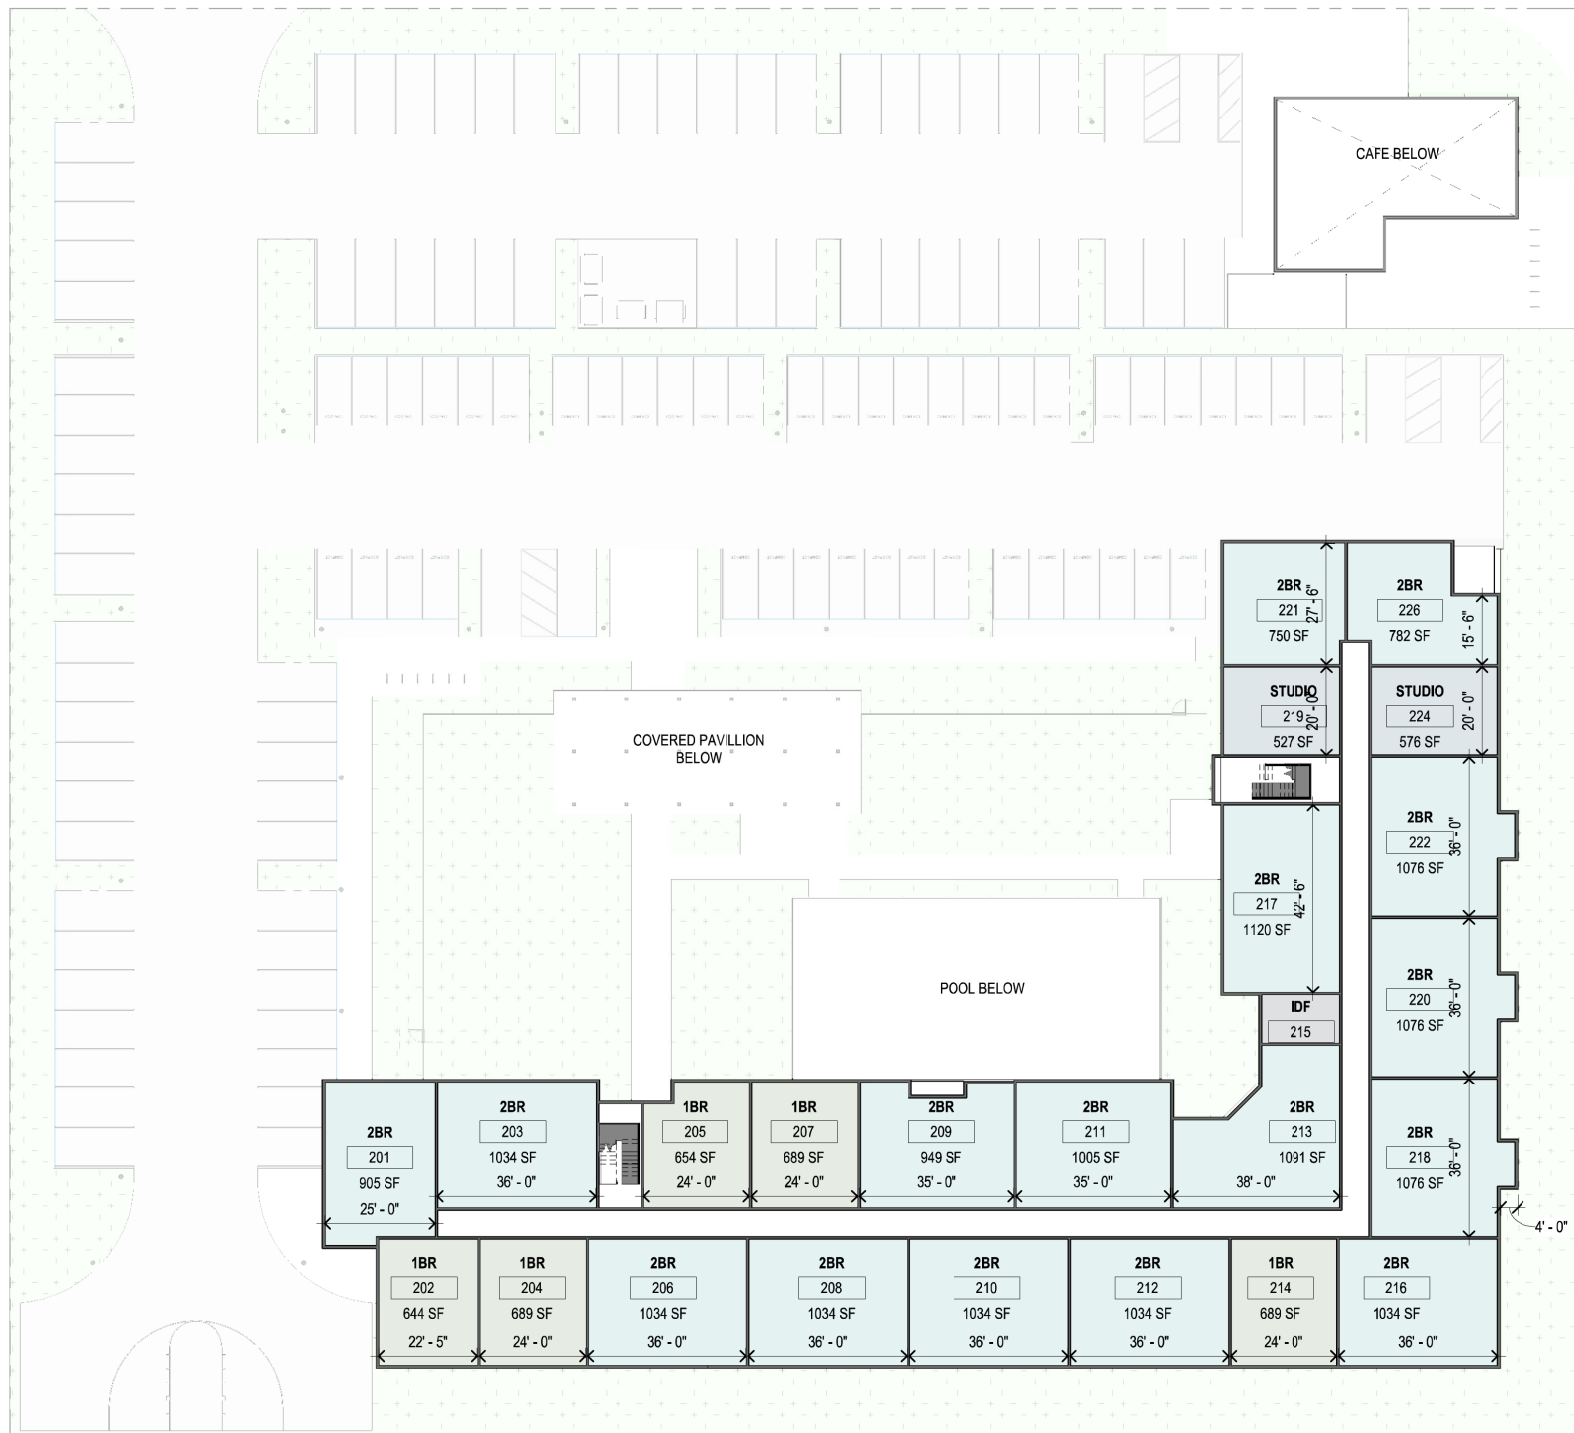 CAFE BELOW
2BR
221
750 SF
27' - 6"
2BR
226
782 SF
15' - 6"
STUDIO
219
527 SF
20' - 0"
STUDIO
224
576 SF
20' - 0"
COVERED PAVILLION
BELOW
2BR
222
1076 SF
36' - 0"
2BR
217
1120 SF
42' - 6"
2BR
220
1076 SF
36' - 0"
POOL BELOW
IDF
215
2BR
201
905 SF
25' - 0"
2BR
203
1034 SF
36' - 0"
1BR
205
654 SF
24' - 0"
1BR
207
689 SF
24' - 0"
2BR
209
949 SF
35' - 0"
2BR
211
1005 SF
35' - 0"
2BR
213
1091 SF
38' - 0"
2BR
218
1076 SF
36' - 0"
4' - 0"
1BR
202
644 SF
22' - 5"
1BR
204
689 SF
24' - 0"
2BR
206
1034 SF
36' - 0"
2BR
208
1034 SF
36' - 0"
2BR
210
1034 SF
36' - 0"
2BR
212
1034 SF
36' - 0"
1BR
214
689 SF
24' - 0"
2BR
216
1034 SF
36' - 0"